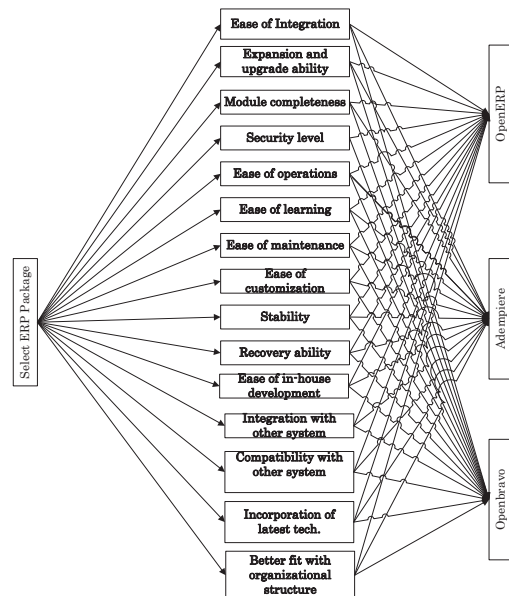 Select ERP Package
Ease of Integration
Expansion and
upgrade ability
Module completeness
Security level
Ease of operations
Ease of learning
Ease of maintenance
Ease of
customization
Stability
Recovery ability
Ease of in-house
development
Integration with
other system
Compatibility with
other system
Incorporation of
latest tech.
Better fit with
organizational
structure
OpenERP
Adempiere
Openbravo